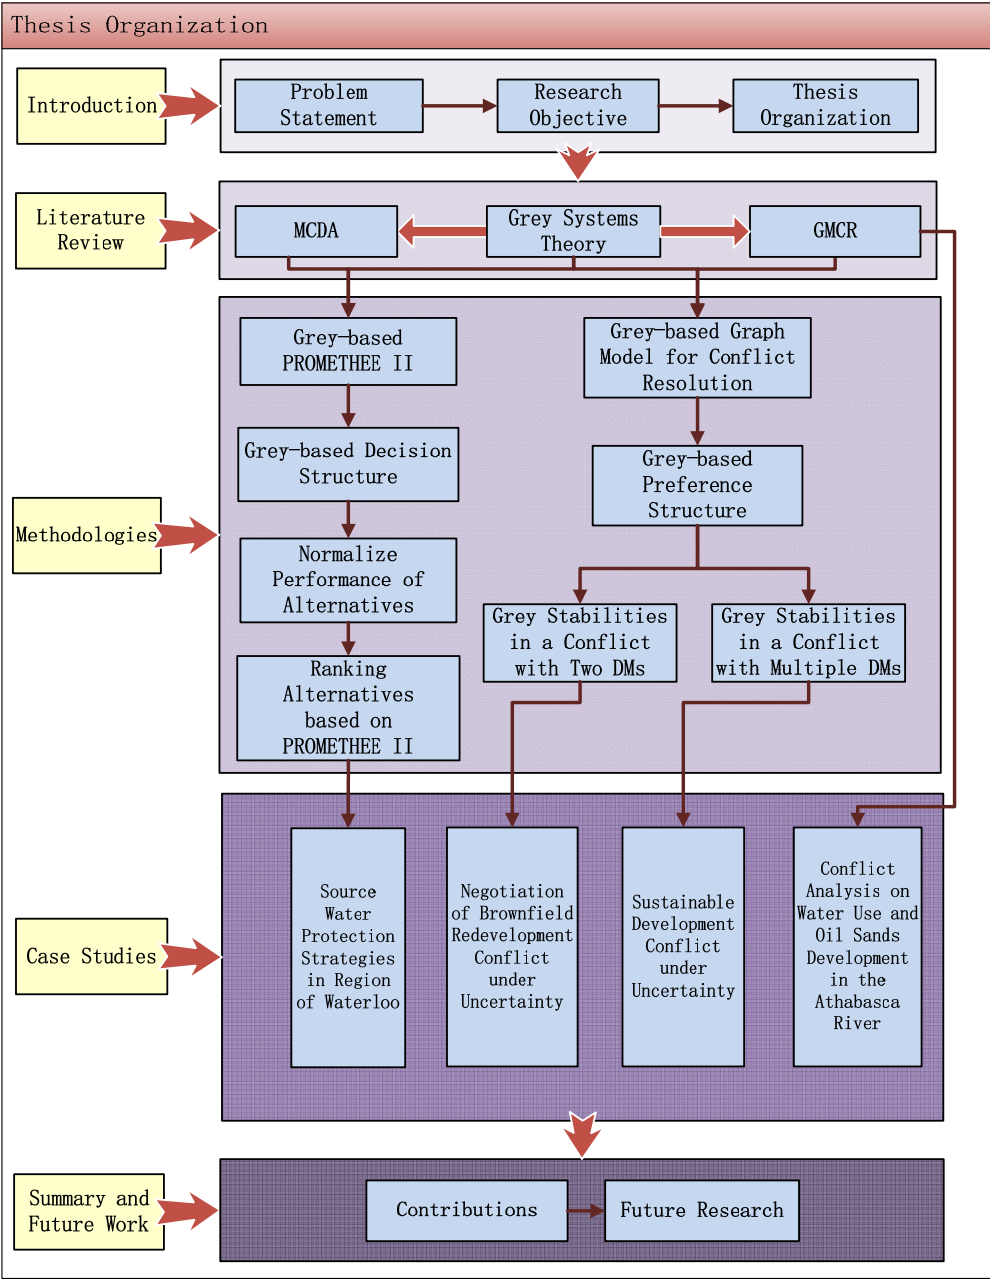 Thesis Organization
Introduction
Problem
Statement
Research
Objective
Thesis
Organization
Literature
Review
MCDA
Grey Systems
Theory
GMCR
Methodologies
Grey-based
PROMETHEE II
Grey-based Decision
Structure
Normalize
Performance of
Alternatives
Ranking
Alternatives
based on
PROMETHEE II
Grey-based Graph
Model for Conflict
Resolution
Grey-based
Preference
Structure
Grey Stabilities
in a Conflict
with Two DMs
Grey Stabilities
in a Conflict
with Multiple DMs
Case Studies
Source
Water
Protection
Strategies
in Region
of Waterloo
Negotiation
of Brownfield
Redevelopment
Conflict
under
Uncertainty
Sustainable
Development
Conflict
under
Uncertainty
Conflict
Analysis on
Water Use and
Oil Sands
Development
in the
Athabasca
River
Summary and
Future Work
Contributions
Future Research